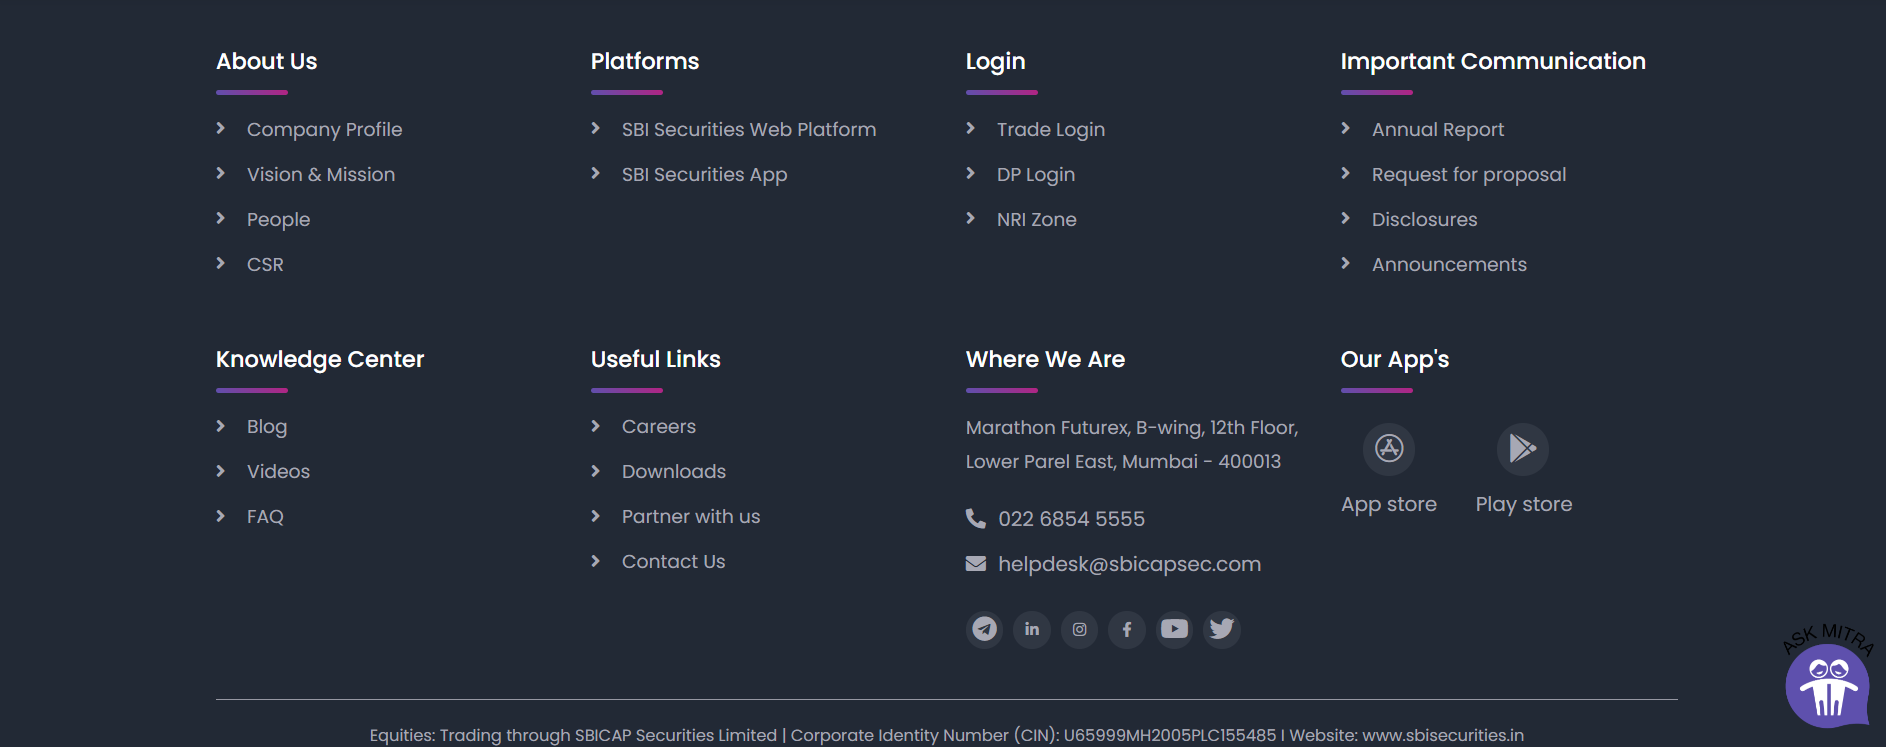 About Us
Company Profile
Vision & Mission
People
CSR
Platforms
SBI Securities Web Platform
SBI Securities App
Login
Trade Login
DP Login
NRI Zone
Important Communication
Annual Report
Request for proposal
Disclosures
Announcements
Knowledge Center
Blog
Videos
FAQ
Useful Links
Careers
Downloads
Partner with us
Contact Us
Where We Are
Marathon Futurex, B-wing, 12th Floor,
Lower Parel East, Mumbai - 400013
022 6854 5555
helpdesk@sbicapsec.com
Our App's
App store
Play store
ASK MITRA
Equities: Trading through SBICAP Securities Limited | Corporate Identity Number (CIN): U65999MH2005PLC155485 I Website: www.sbisecurities.in